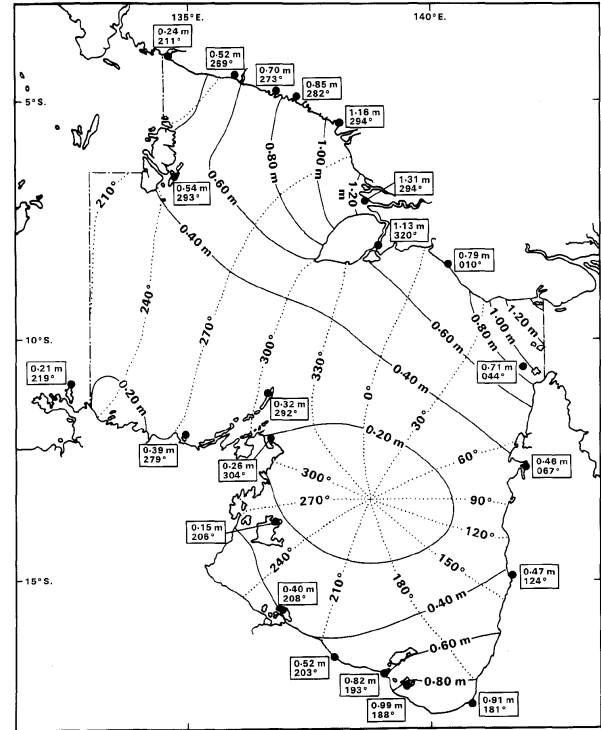 135°E.
140°E.
0·24 m
211°
0·52 m
269°
0·70 m
273°
0·85 m
282°
5°S.
1·16 m
294°
1·00 m
0·80 m
0·60 m
0·54 m
293°
210°
1·31 m
294°
1·20 m
0·40 m
1·13 m
320°
0·79 m
010°
240°
270°
300°
330°
0°
30°
10°S.
0·60 m
0·80 m
1·00 m
1·20 m
0·40 m
0·71 m
044°
0·21 m
219°
0·20 m
0·32 m
292°
0·20 m
0·39 m
279°
0·26 m
304°
60°
0·46 m
067°
300°
270°
90°
120°
0·15 m
206°
240°
150°
210°
180°
15°S.
0·47 m
124°
0·40 m
208°
0·40 m
0·52 m
203°
0·60 m
0·82 m
193°
0·80 m
0·99 m
188°
0·91 m
181°